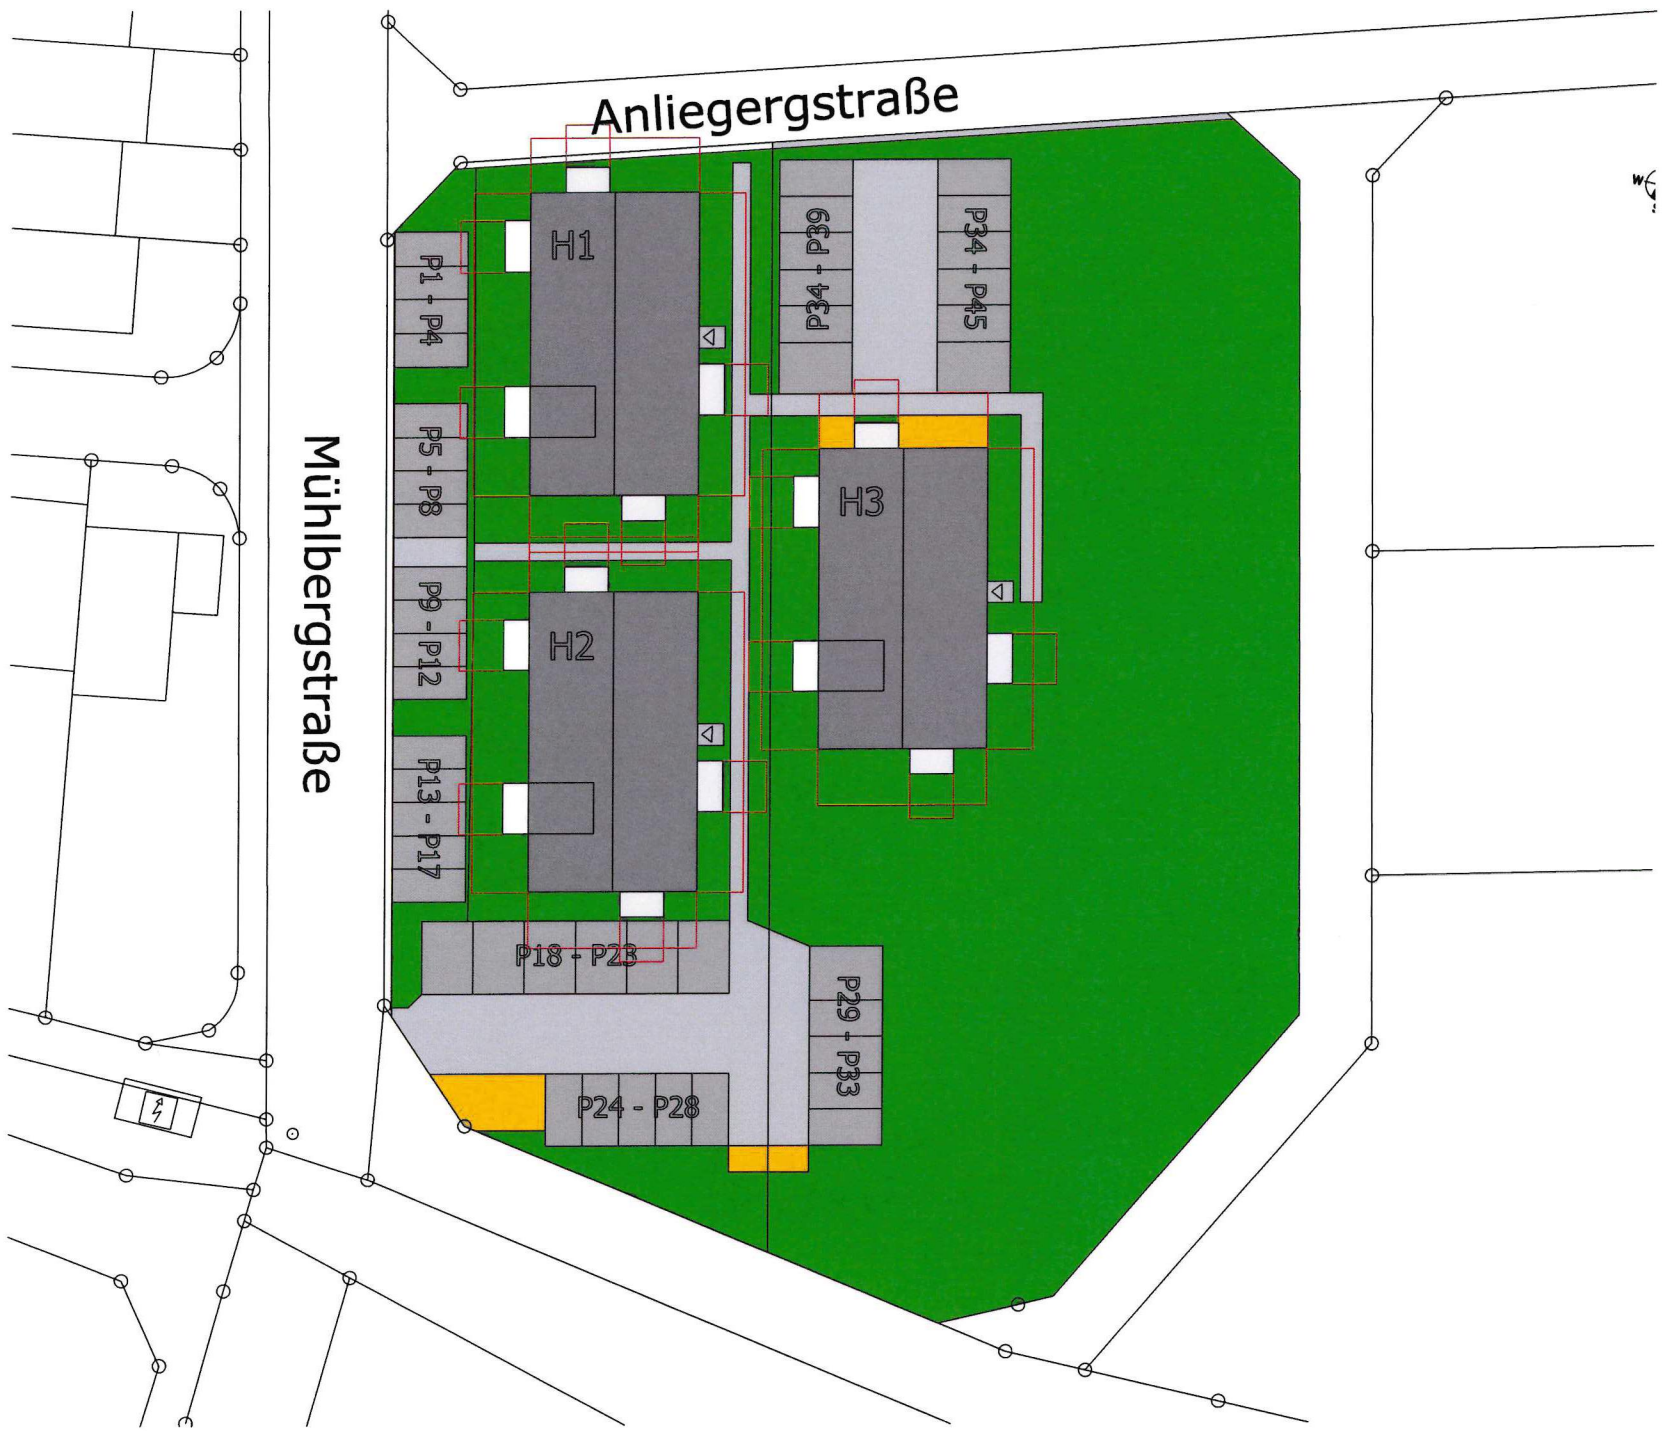 Anliegergstraße
W
H1
P1 - P4
P34 - P39
P34 - P45
P5 - P8
Mühlbergstraße
H3
P9 - P12
H2
P13 - P17
P18 - P23
P29 - P33
P24 - P28